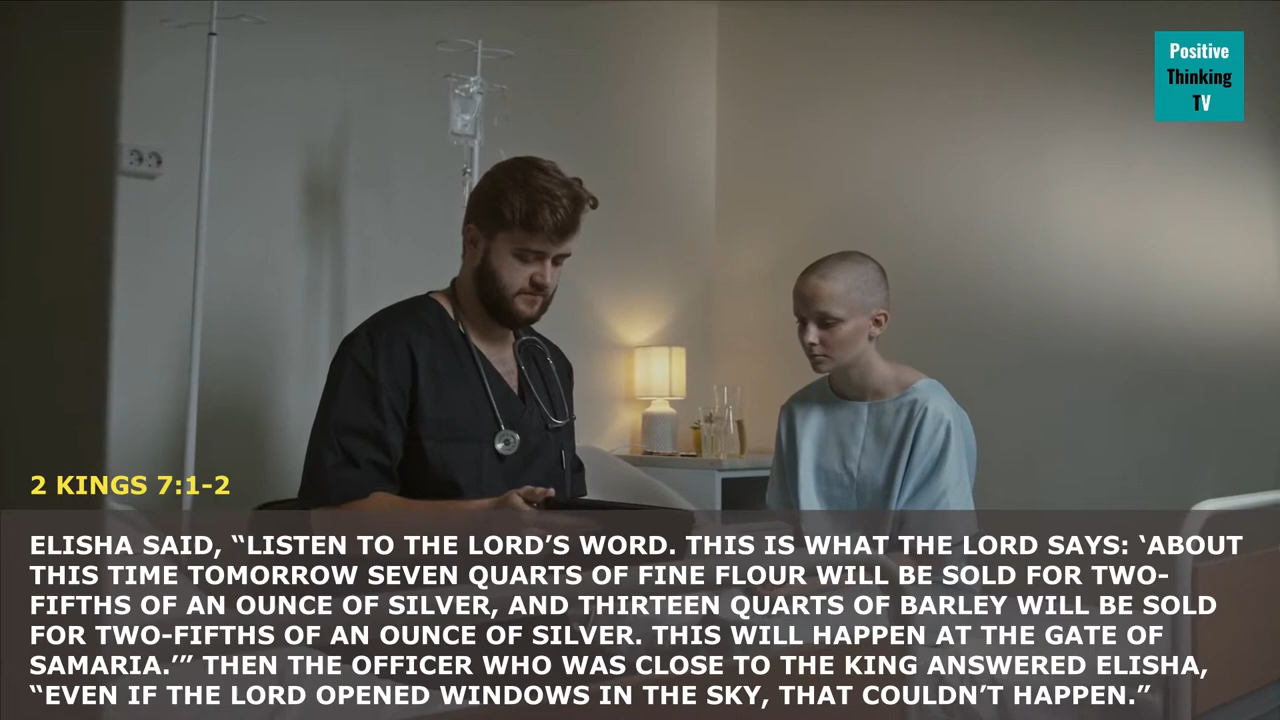 Positive
Thinking
TV
2 KINGS 7:1-2
ELISHA SAID, “LISTEN TO THE LORD’S WORD. THIS IS WHAT THE LORD SAYS: ‘ABOUT
THIS TIME TOMORROW SEVEN QUARTS OF FINE FLOUR WILL BE SOLD FOR TWO-
FIFTHS OF AN OUNCE OF SILVER, AND THIRTEEN QUARTS OF BARLEY WILL BE SOLD
FOR TWO-FIFTHS OF AN OUNCE OF SILVER. THIS WILL HAPPEN AT THE GATE OF
SAMARIA.’” THEN THE OFFICER WHO WAS CLOSE TO THE KING ANSWERED ELISHA,
“EVEN IF THE LORD OPENED WINDOWS IN THE SKY, THAT COULDN’T HAPPEN.”